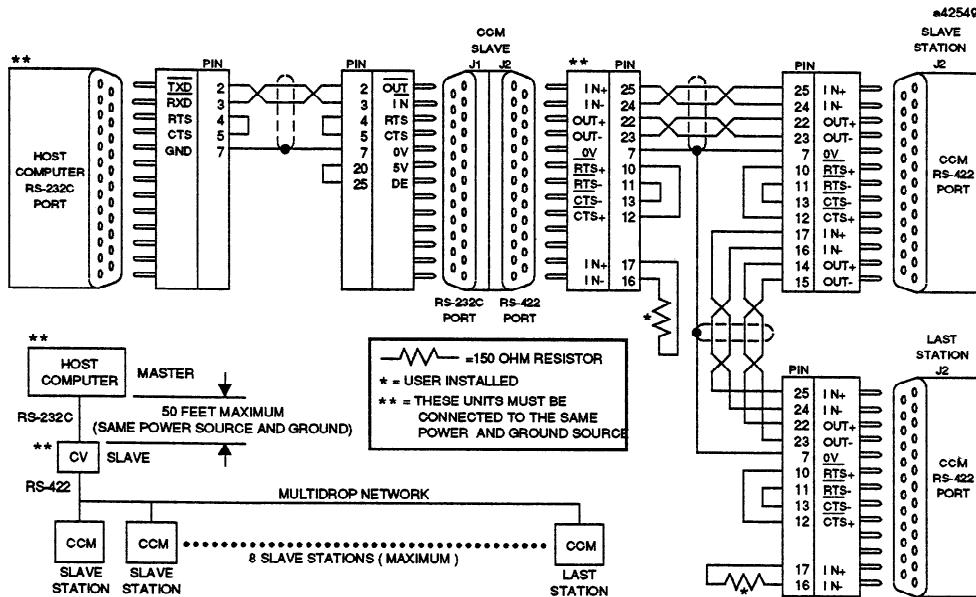 a42549
**
HOST
COMPUTER
RS-232C
PORT
PIN
TXD 2
RXD 3
RTS 4
CTS 5
GND 7
PIN
2 OUT
3 IN
4 RTS
5 CTS
7 0V
20 5V
25 DE
CCM
SLAVE
J1 J2
RS-232C
PORT
RS-422
PORT
**
PIN
IN+ 25
IN- 24
OUT+ 22
OUT- 23
0V 7
RTS+ 10
RTS- 11
CTS- 13
CTS+ 12
IN+ 17
IN- 16
*
SLAVE
STATION
J2
PIN
25 IN+
24 IN-
22 OUT+
23 OUT-
7 0V
10 RTS+
11 RTS-
13 CTS-
12 CTS+
17 IN+
16 IN-
14 OUT+
15 OUT-
CCM
RS-422
PORT
LAST
STATION
J2
PIN
25 IN+
24 IN-
22 OUT+
23 OUT-
7 0V
10 RTS+
11 RTS-
13 CTS-
12 CTS+
17 IN+
16 IN-
*
CCM
RS-422
PORT
=150 OHM RESISTOR
* = USER INSTALLED
** = THESE UNITS MUST BE
CONNECTED TO THE SAME
POWER AND GROUND SOURCE
**
HOST
COMPUTER
MASTER
RS-232C
50 FEET MAXIMUM
(SAME POWER SOURCE AND GROUND)
** CV SLAVE
RS-422
MULTIDROP NETWORK
CCM
SLAVE
STATION
CCM
SLAVE
STATION
8 SLAVE STATIONS ( MAXIMUM )
CCM
LAST
STATION